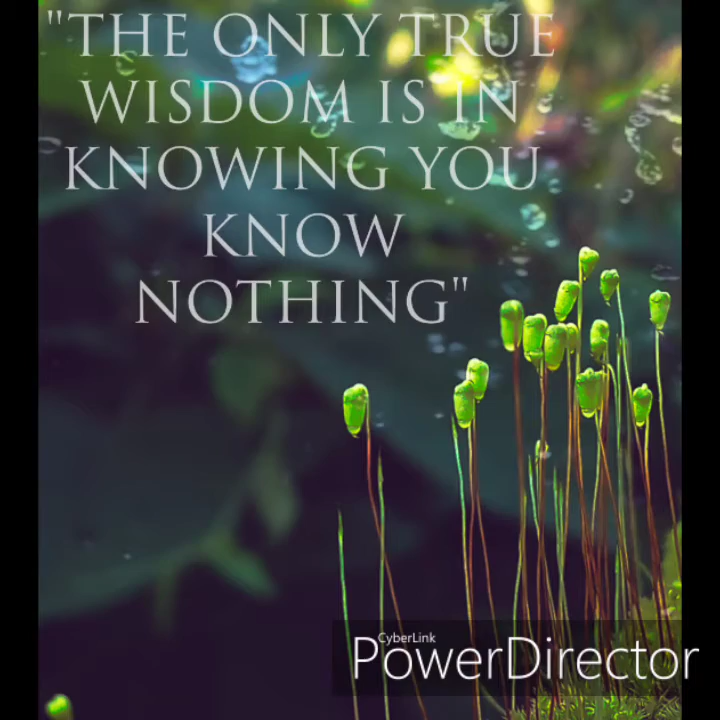 "THE ONLY TRUE
WISDOM IS IN
KNOWING YOU
KNOW
NOTHING"
CyberLink
PowerDirector